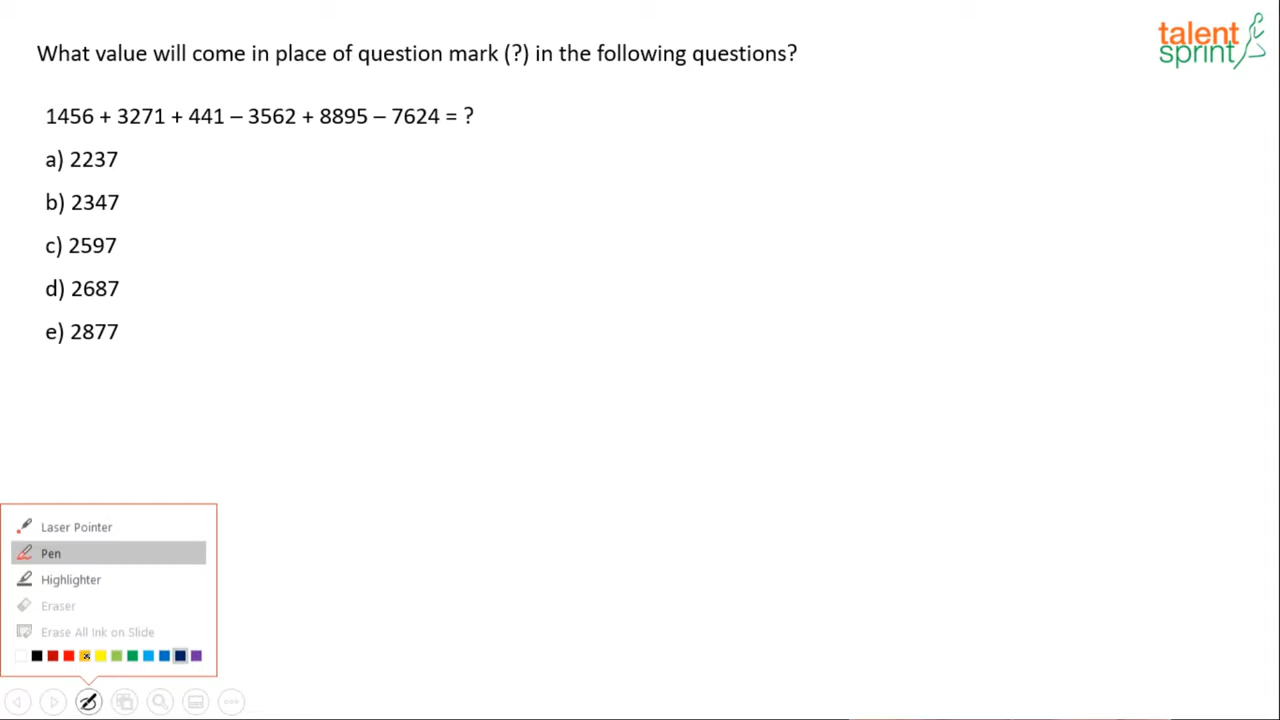 talent
sprint
What value will come in place of question mark (?) in the following questions?
1456 + 3271 + 441 – 3562 + 8895 – 7624 = ?
a) 2237
b) 2347
c) 2597
d) 2687
e) 2877
Laser Pointer
Pen
Highlighter
Eraser
Erase All Ink on Slide